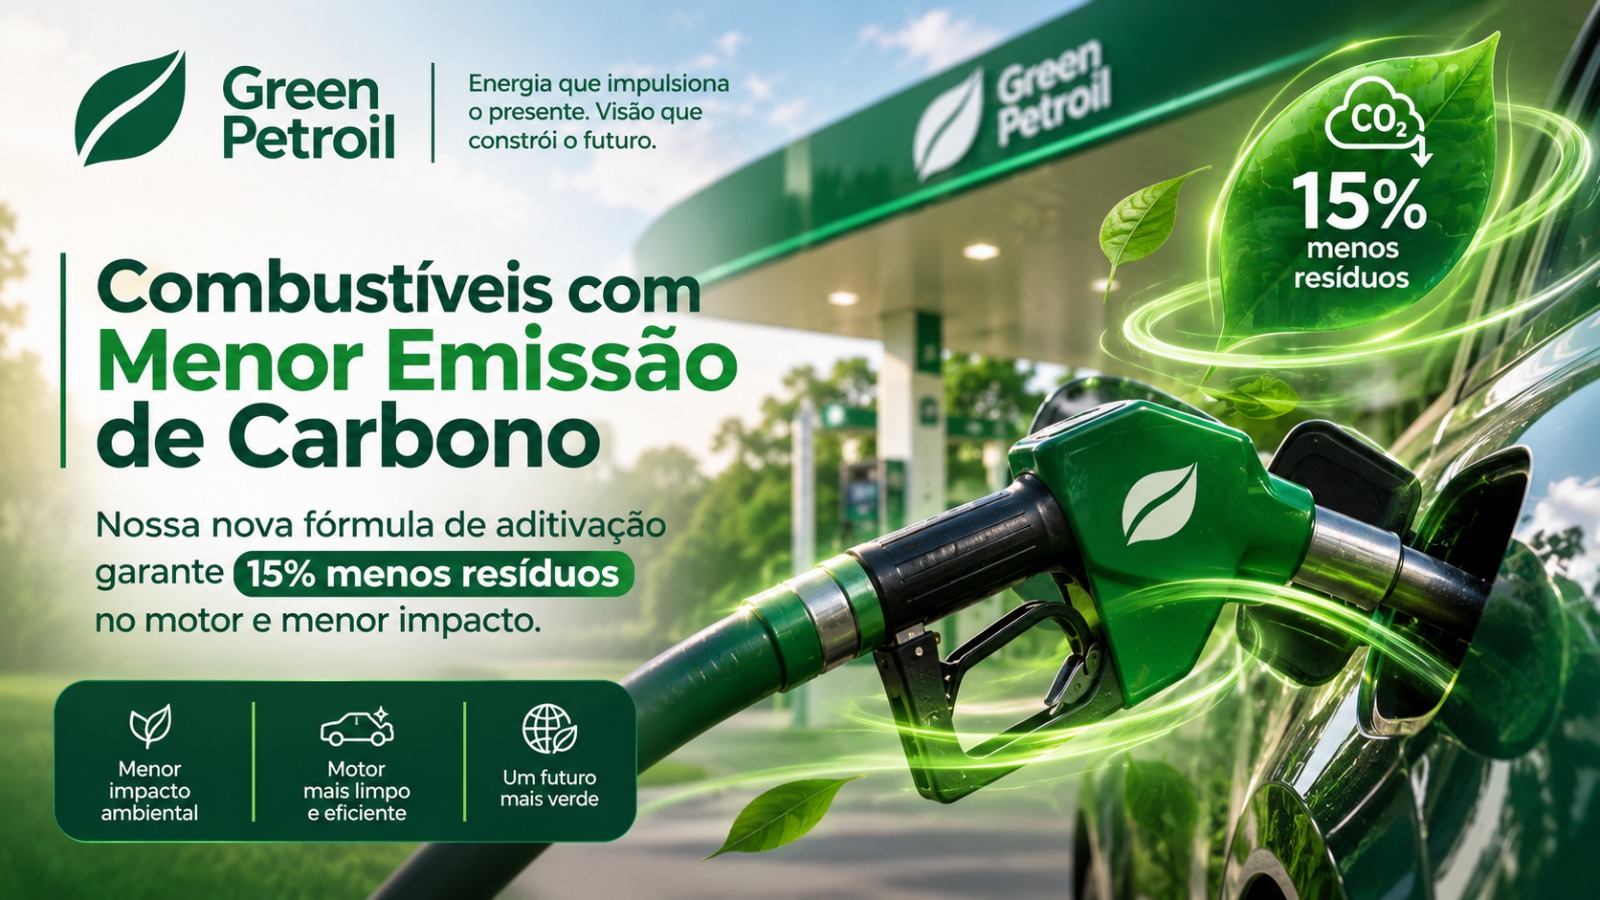 Green
Petroil
Energia que impulsiona
o presente. Visão que
constrói o futuro.
Green
Petroil
CO₂
15%
menos
resíduos
Combustíveis com
Menor Emissão
de Carbono
Nossa nova fórmula de aditivação
garante 15% menos resíduos
no motor e menor impacto.
Menor
impacto
ambiental
Motor
mais limpo
e eficiente
Um futuro
mais verde